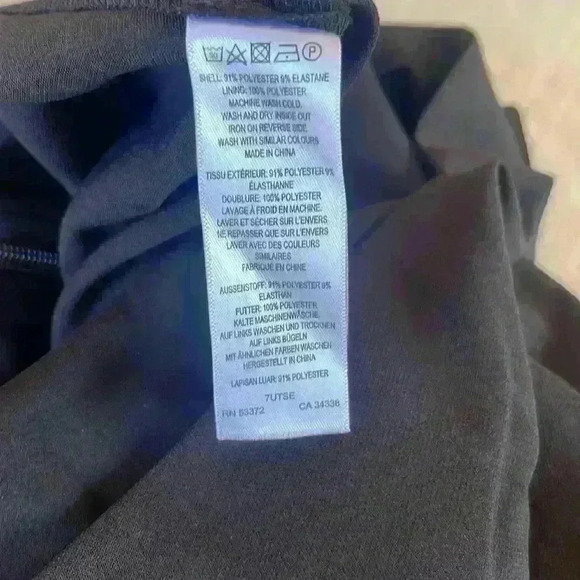 30 P
SHELL: 91% POLYESTER 9% ELASTANE
LINING: 100% POLYESTER
MACHINE WASH COLD.
WASH AND DRY INSIDE OUT
IRON ON REVERSE SIDE
WASH WITH SIMILAR COLOURS
MADE IN CHINA
TISSU EXTÉRIEUR: 91% POLYESTER 9%
ÉLASTHANNE
DOUBLURE: 100% POLYESTER
LAVAGE À FROID EN MACHINE.
LAVER ET SÉCHER SUR L'ENVERS
NE REPASSER QUE SUR L'ENVERS
LAVER AVEC DES COULEURS
SIMILAIRES
FABRIQUÉ EN CHINE
AUSSENSTOFF: 91% POLYESTER 9%
ELASTHAN
FUTTER: 100% POLYESTER
KALTE MASCHINENWÄSCHE
AUF LINKS WASCHEN UND TROCKNEN
AUF LINKS BÜGELN
MIT ÄHNLICHEN FARBEN WASCHEN
HERGESTELLT IN CHINA
LAPISAN LUAR: 91% POLYESTER
7UTSE
RN 93372 CA 34336